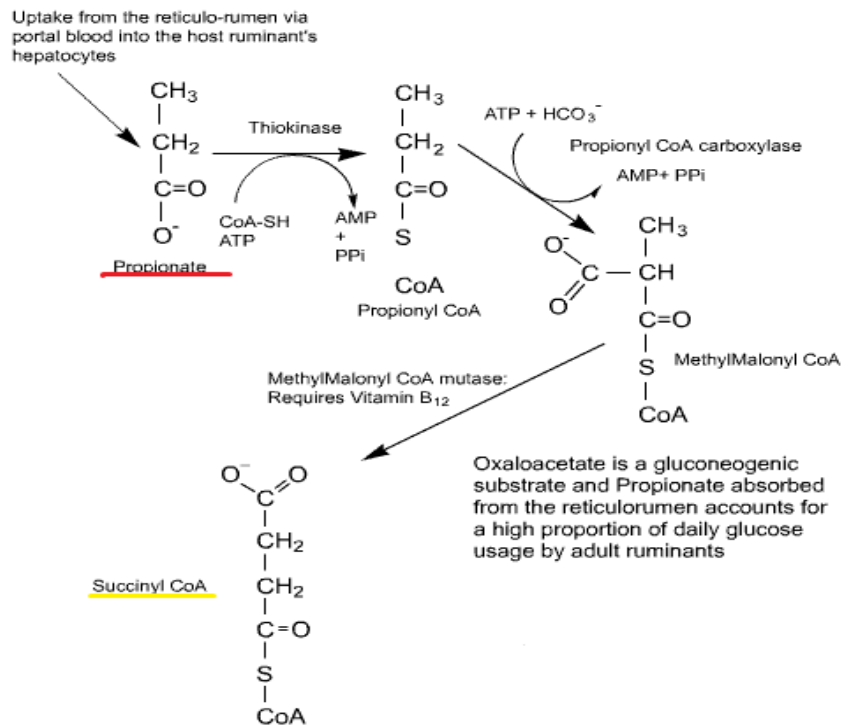 Uptake from the reticulo-rumen via
portal blood into the host ruminant's
hepatocytes
CH3
CH2
C=O
O-
Propionate
Thiokinase
CoA-SH
ATP
AMP
+
PPi
CH3
CH2
C=O
S
CoA
Propionyl CoA
ATP + HCO3-
Propionyl CoA carboxylase
AMP+ PPi
CH3
O-
C
CH
O
C=O
S
MethylMalonyl CoA
CoA
MethylMalonyl CoA mutase:
Requires Vitamin B12
O-
O
C
CH2
CH2
Succinyl CoA
C=O
S
CoA
Oxaloacetate is a gluconeogenic
substrate and Propionate absorbed
from the reticulorumen accounts for
a high proportion of daily glucose
usage by adult ruminants